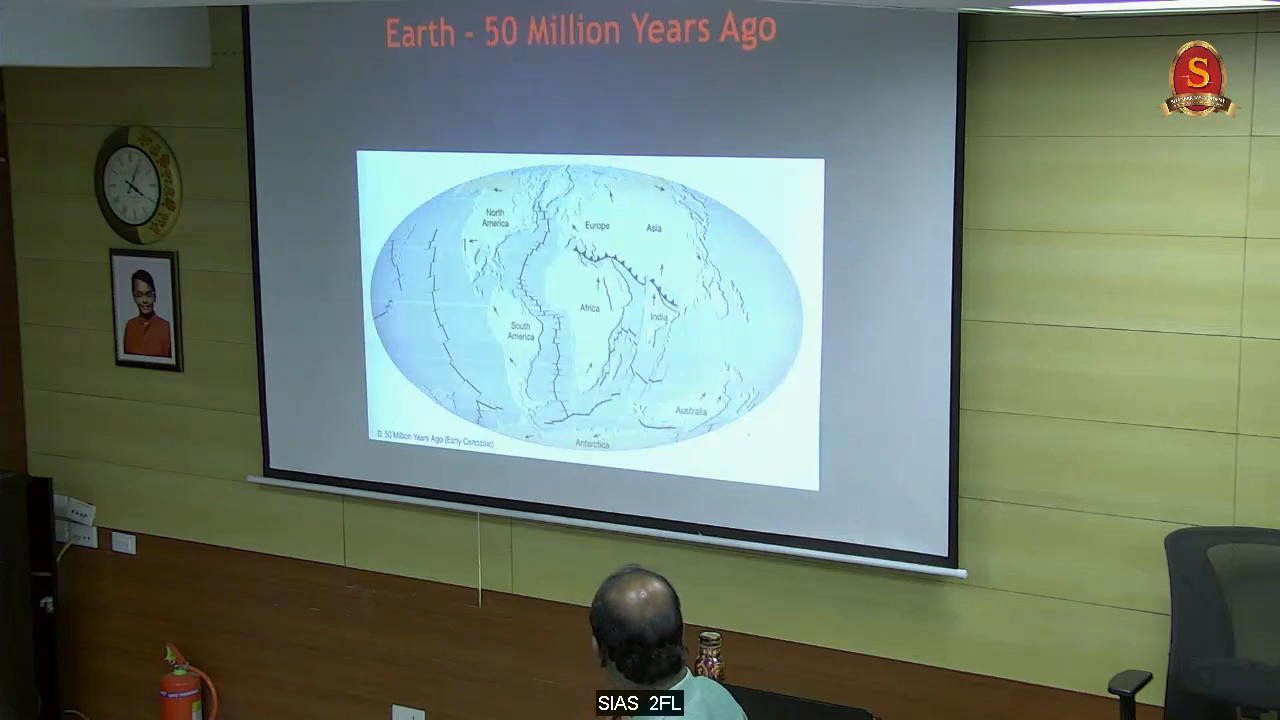 Earth - 50 Million Years Ago
S
North
America
Europe
Asia
Africa
India
South
America
Australia
D. 50 Million Years Ago (Early Cenozoic)
Antarctica
SIAS 2FL